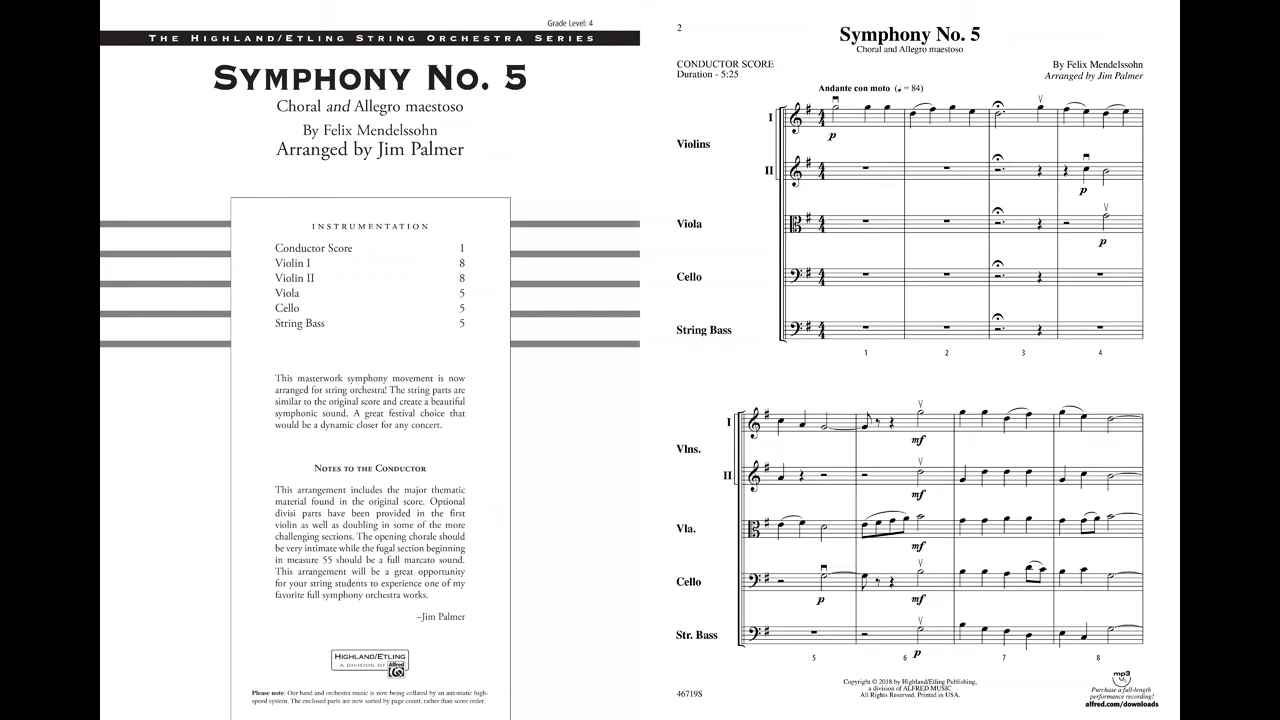 Grade Level: 4
THE HIGHLAND/ETLING STRING ORCHESTRA SERIES
SYMPHONY NO. 5
Choral and Allegro maestoso
By Felix Mendelssohn
Arranged by Jim Palmer
INSTRUMENTATION
Conductor Score 1
Violin I 8
Violin II 8
Viola 5
Cello 5
String Bass 5
This masterwork symphony movement is now
arranged for string orchestra! The string parts are
similar to the original score and create a beautiful
symphonic sound. A great festival choice that
would be a dynamic closer for any concert.
NOTES TO THE CONDUCTOR
This arrangement includes the major thematic
material found in the original score. Optional
divisi parts have been provided in the first
violin as well as doubling in some of the more
challenging sections. The opening chorale should
be very intimate while the fugal section beginning
in measure 55 should be a full marcato sound.
This arrangement will be a great opportunity
for your string students to experience one of my
favorite full symphony orchestra works.
–Jim Palmer
HIGHLAND/ETLING
A DIVISION OF Alfred
Please note: Our band and orchestra music is now being collated by an automatic high-
speed system. The enclosed parts are now sorted by page count, rather than score order.
2
Symphony No. 5
Choral and Allegro maestoso
CONDUCTOR SCORE
Duration - 5:25
By Felix Mendelssohn
Arranged by Jim Palmer
Andante con moto (♩ = 84)
Violins
I
p
II
p
Viola
p
Cello
String Bass
1 2 3 4
Vlns.
I
mf
II
mf
Vla.
mf
Cello
p mf
Str. Bass
p
5 6 7 8
46719S
Copyright © 2018 by Highland/Etling Publishing,
a division of ALFRED MUSIC
All Rights Reserved. Printed in USA.
mp3
Purchase a full-length
performance recording!
alfred.com/downloads